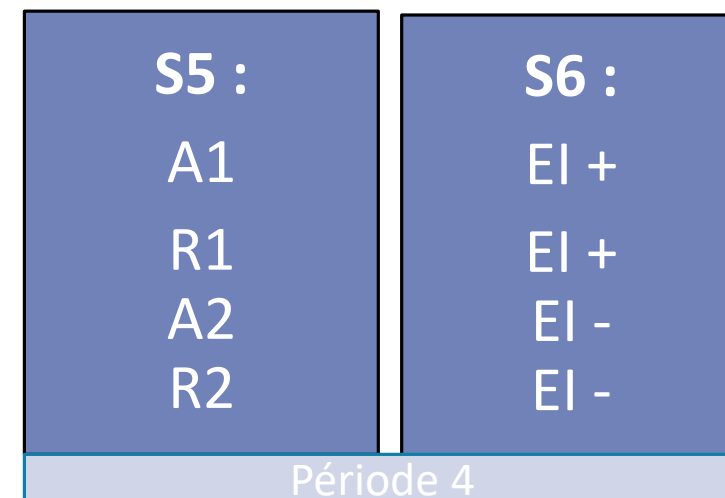 S5 :
A1
R1
A2
R2
S6 :
EI +
EI +
EI -
EI -
Période 4